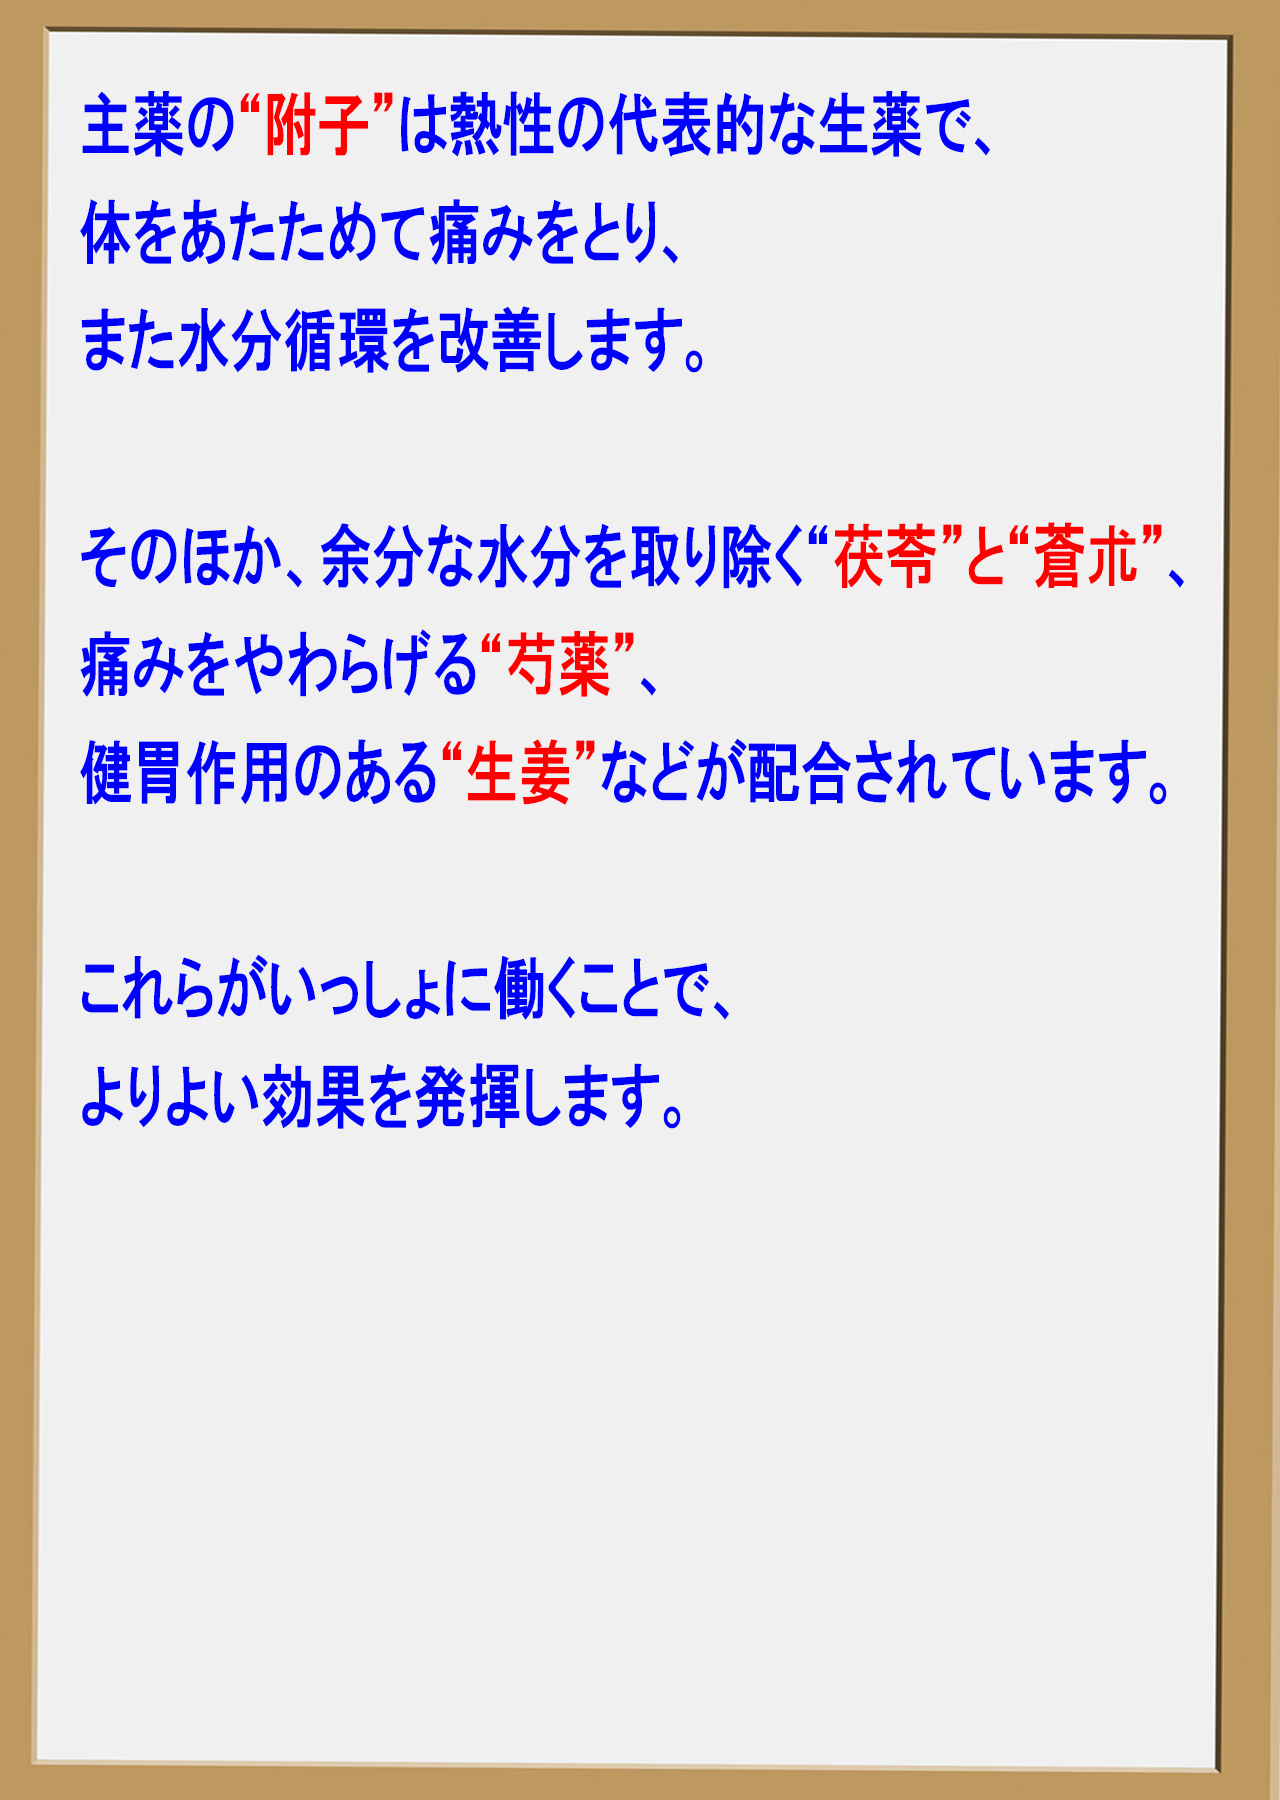 主薬の“附子”は熱性の代表的な生薬で、
体をあたためて痛みをとり、
また水分循環を改善します。
そのほか、余分な水分を取り除く“茯苓”と“蒼朮”、
痛みをやわらげる“芍薬”、
健胃作用のある“生姜”などが配合されています。
これらがいっしょに働くことで、
よりよい効果を発揮します。